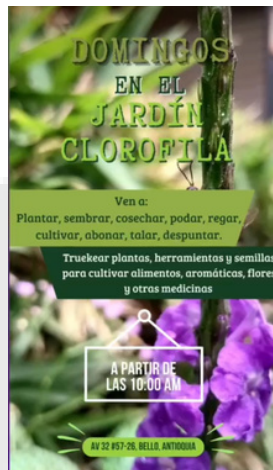 DOMINGOS
EN EL
JARDÍN
CLOROFILA
Ven a:
Plantar, sembrar, cosechar, podar, regar,
cultivar, abonar, talar, despuntar.
Truekear plantas, herramientas y semillas
para cultivar alimentos, aromáticas, flores
y otras medicinas
A PARTIR DE
LAS 10:00 AM
AV 32 #57-26, BELLO, ANTIOQUIA